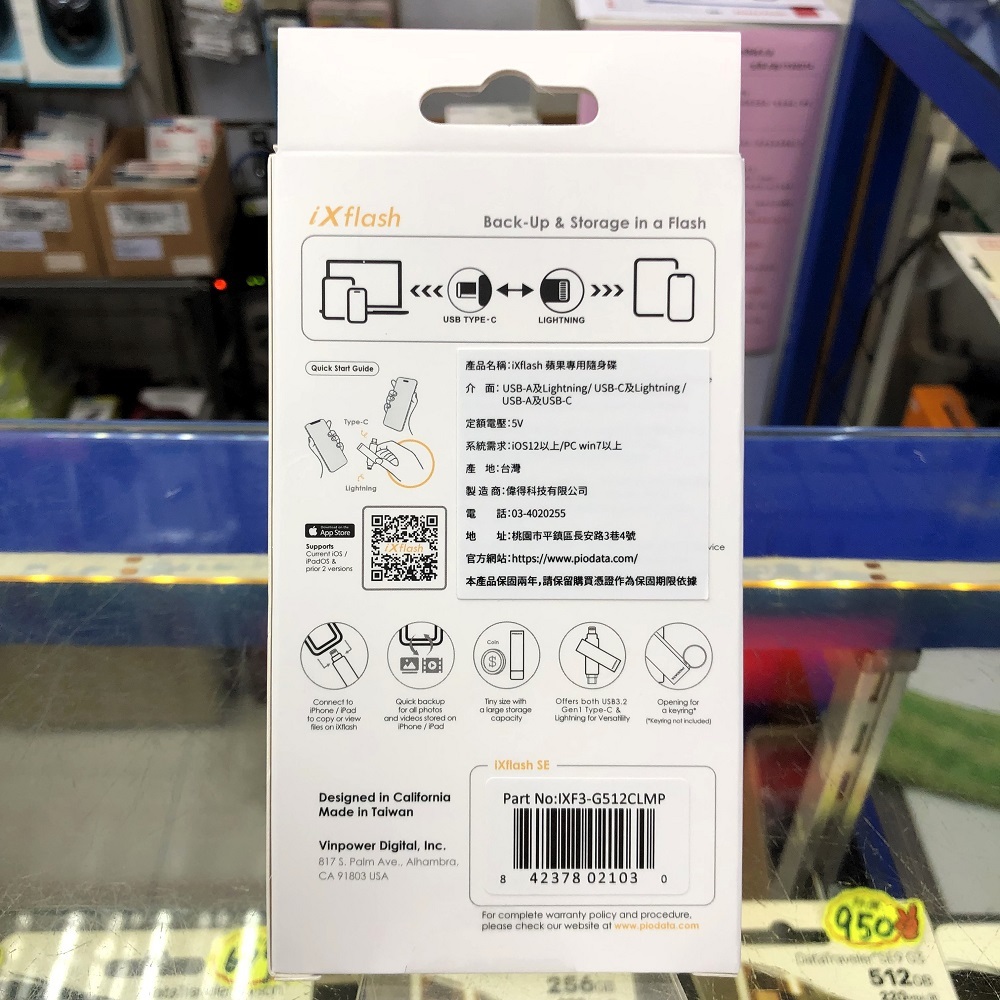 iXflash
Back-Up & Storage in a Flash
USB TYPE-C
LIGHTNING
Quick Start Guide
Type-C
Lightning
Download on the
App Store
Supports
Current iOS /
iPadOS &
prior 2 versions
iXflash
產品名稱:iXflash 蘋果專用隨身碟
介 面: USB-A及Lightning/ USB-C及Lightning /
USB-A及USB-C
定額電壓:5V
系統需求:iOS12以上/PC win7以上
產 地:台灣
製造商:偉得科技有限公司
電 話:03-4020255
地 址:桃園市平鎮區長安路3巷4號
官方網站:https://www.piodata.com/
本產品保固兩年,請保留購買憑證作為保固期限依據
vice
Connect to
iPhone / iPad
to copy or view
files on iXflash
Quick backup
for all photos
and videos stored on
iPhone / iPad
Coin
$
Tiny size with
a large storage
capacity
Offers both USB3.2
Gen1 Type-C &
Lightning for Versatility
Opening for
a keyring*
(*Keyring not included)
iXflash SE
Part No:IXF3-G512CLMP
8 42378 02103 0
Designed in California
Made in Taiwan
Vinpower Digital, Inc.
817 S. Palm Ave., Alhambra,
CA 91803 USA
For complete warranty policy and procedure,
please check our website at www.piodata.com
950
DataTraveler SE9 G3
512GB
256GB